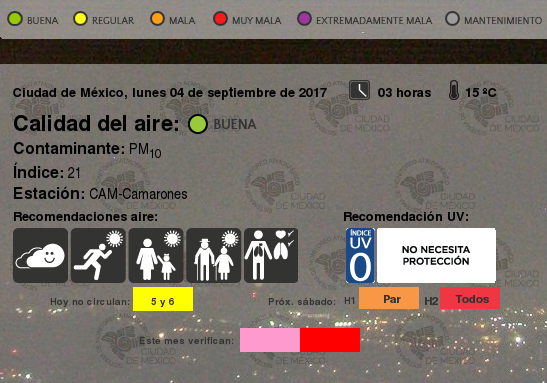 BUENA REGULAR MALA MUY MALA EXTREMADAMENTE MALA MANTENIMIENTO
Ciudad de México, lunes 04 de septiembre de 2017 03 horas 15 ºC
Calidad del aire: BUENA
Contaminante: PM10
Índice: 21
Estación: CAM-Camarones
Recomendaciones aire: Recomendación UV:
ÍNDICE
UV
0
NO NECESITA
PROTECCIÓN
Hoy no circulan: 5 y 6 Próx. sábado: H1 Par H2 Todos
Este mes verifican:
CIUDAD
DE MÉXICO